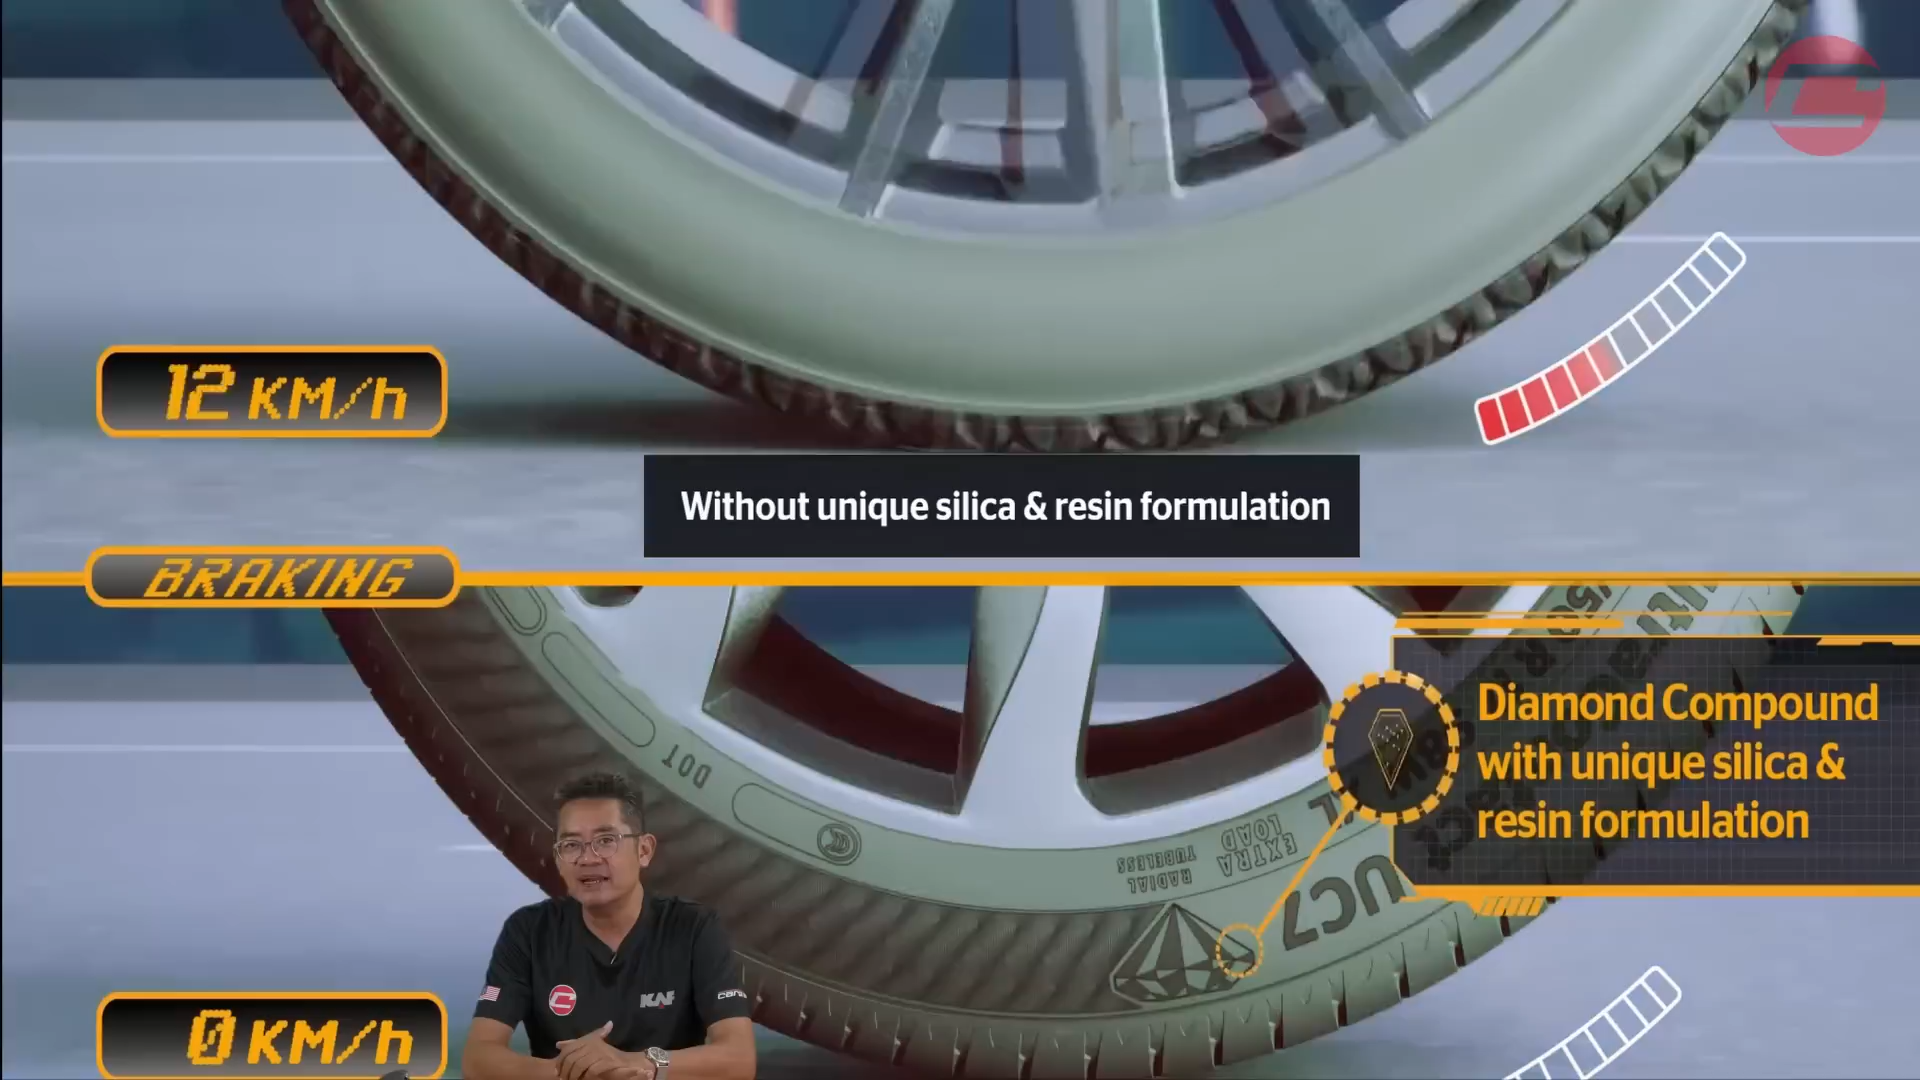 12 KM/h
Without unique silica & resin formulation
BRAKING
Diamond Compound
with unique silica &
resin formulation
DOT
RADIAL
TUBELESS
EXTRA
LOAD
UC7
KAF
0 KM/h